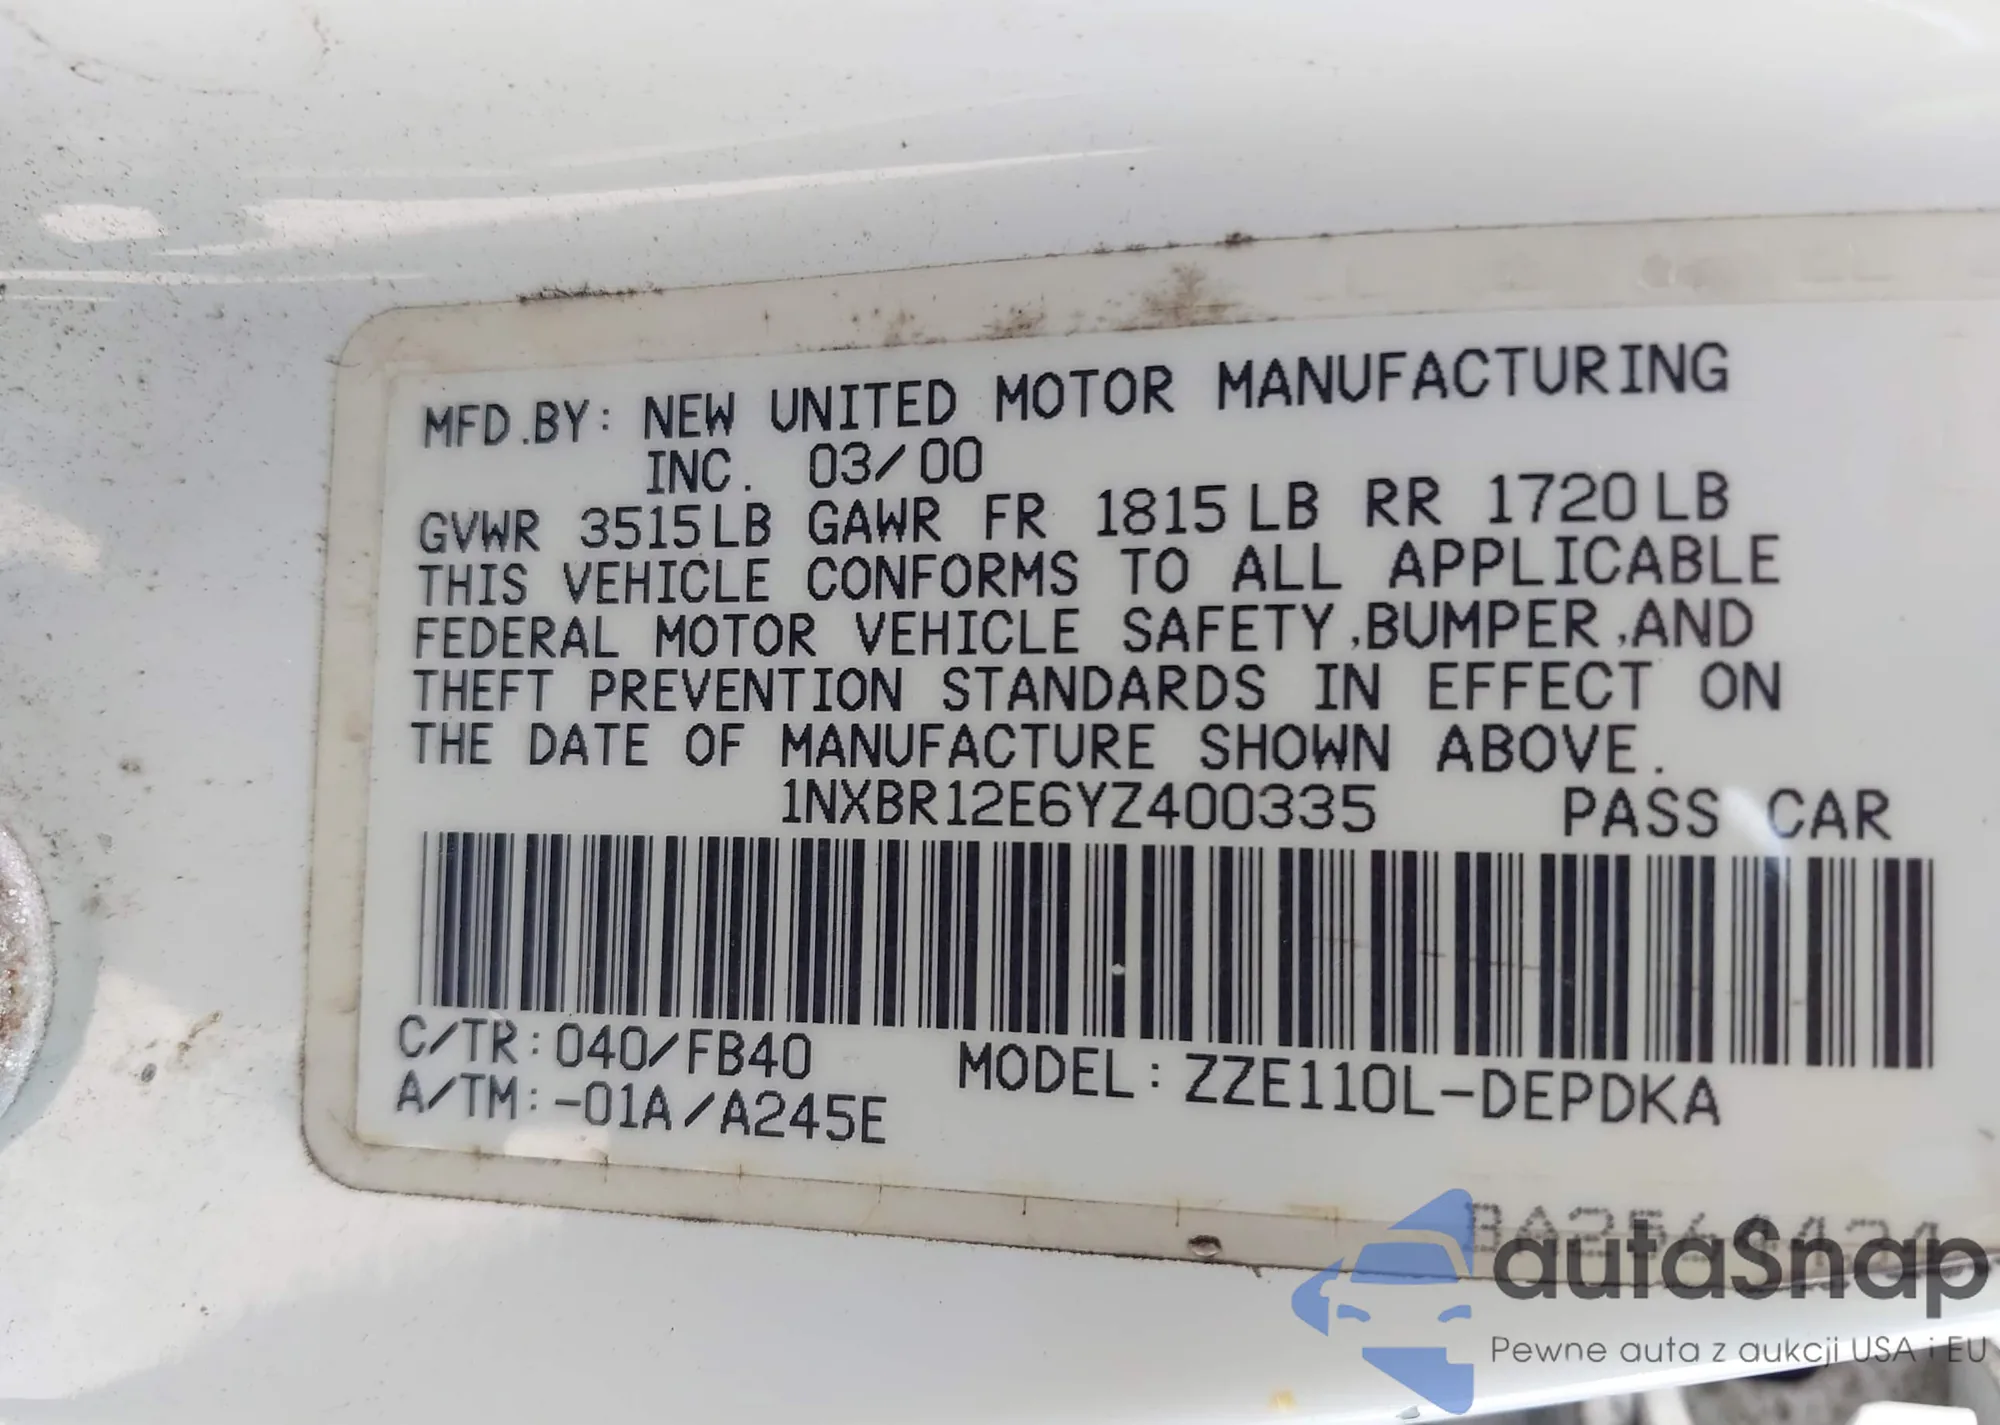 MFD.BY: NEW UNITED MOTOR MANUFACTURING
INC. 03/00
GVWR 3515LB GAWR FR 1815LB RR 1720LB
THIS VEHICLE CONFORMS TO ALL APPLICABLE
FEDERAL MOTOR VEHICLE SAFETY,BUMPER,AND
THEFT PREVENTION STANDARDS IN EFFECT ON
THE DATE OF MANUFACTURE SHOWN ABOVE.
1NXBR12E6YZ400335 PASS CAR
C/TR:040/FB40 MODEL:ZZE110L-DEPDKA
A/TM:-01A/A245E
autaSnap
Pewne auta z aukcji USA i EU